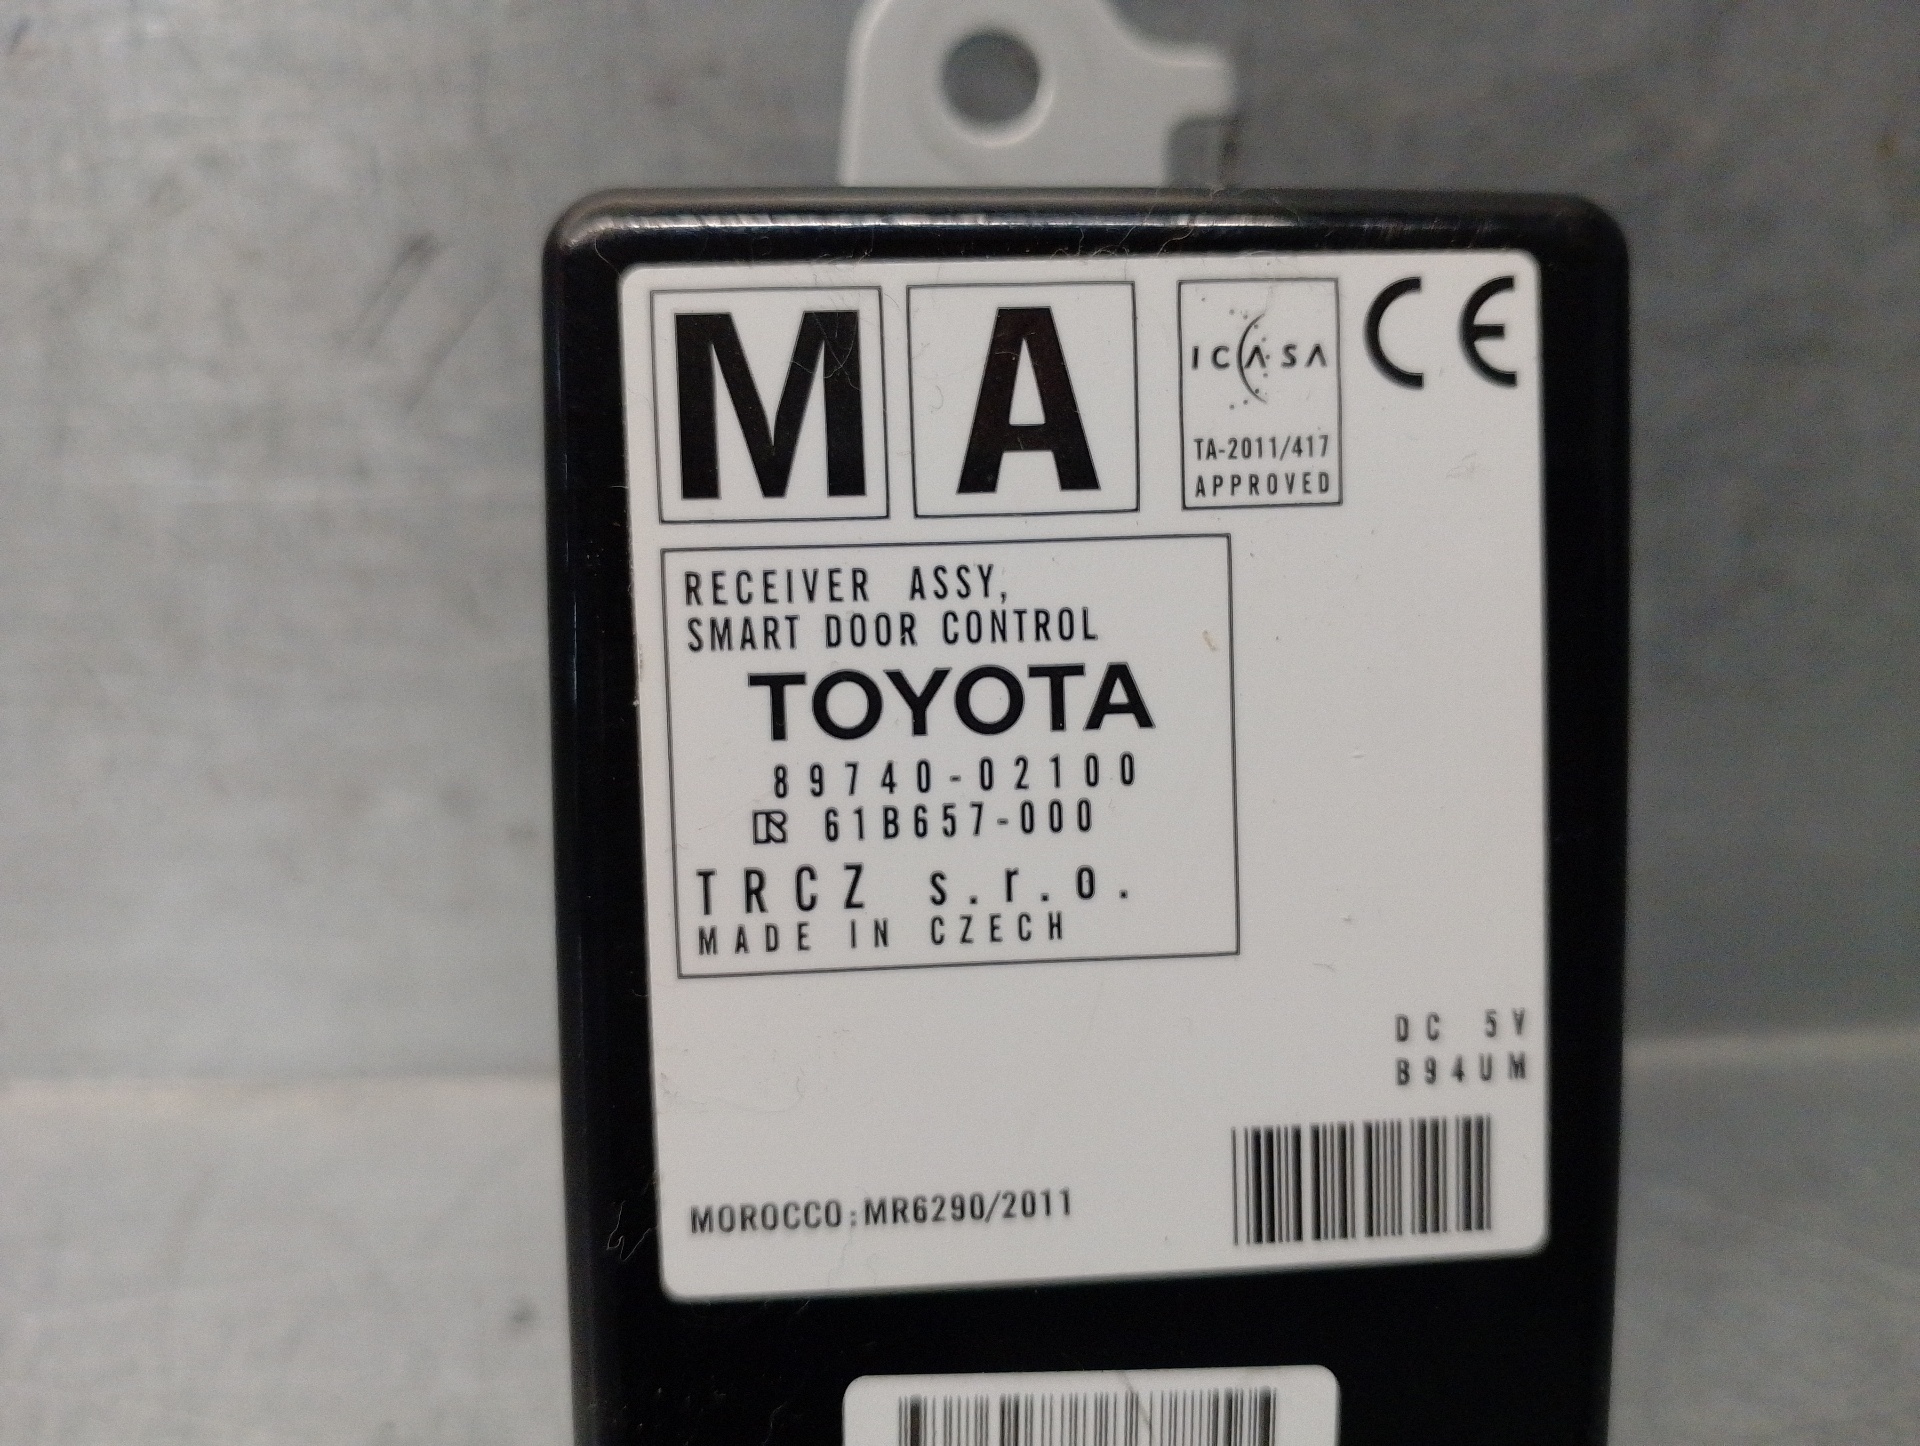 M A
ICASA
TA-2011/417
APPROVED
CE
RECEIVER ASSY,
SMART DOOR CONTROL
TOYOTA
89740-02100
61B657-000
TRCZ s.r.o.
MADE IN CZECH
DC 5V
B94UM
MOROCCO:MR6290/2011